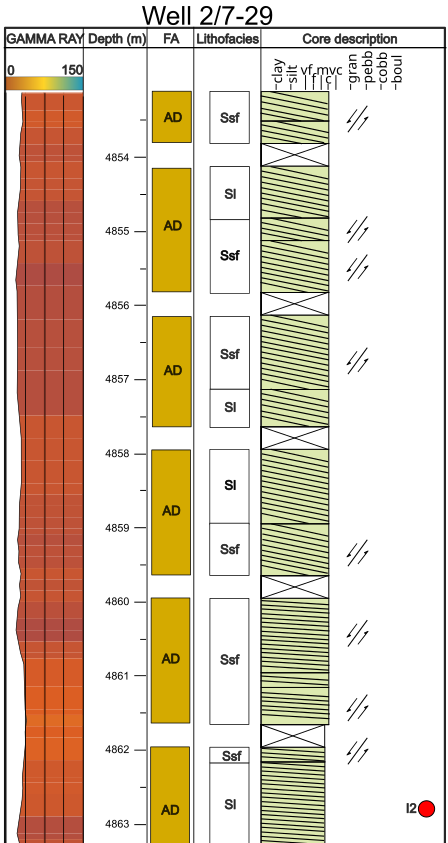 Well 2/7-29
GAMMA RAY Depth (m) FA Lithofacies Core description
0 150
clay silt vf f m c vc gran pebb cobb boul
AD Ssf
4854
AD Sl
4855
Ssf
4856
AD Ssf
4857
Sl
4858
AD Sl
4859
Ssf
4860
AD Ssf
4861
4862
Ssf
AD Sl I2
4863